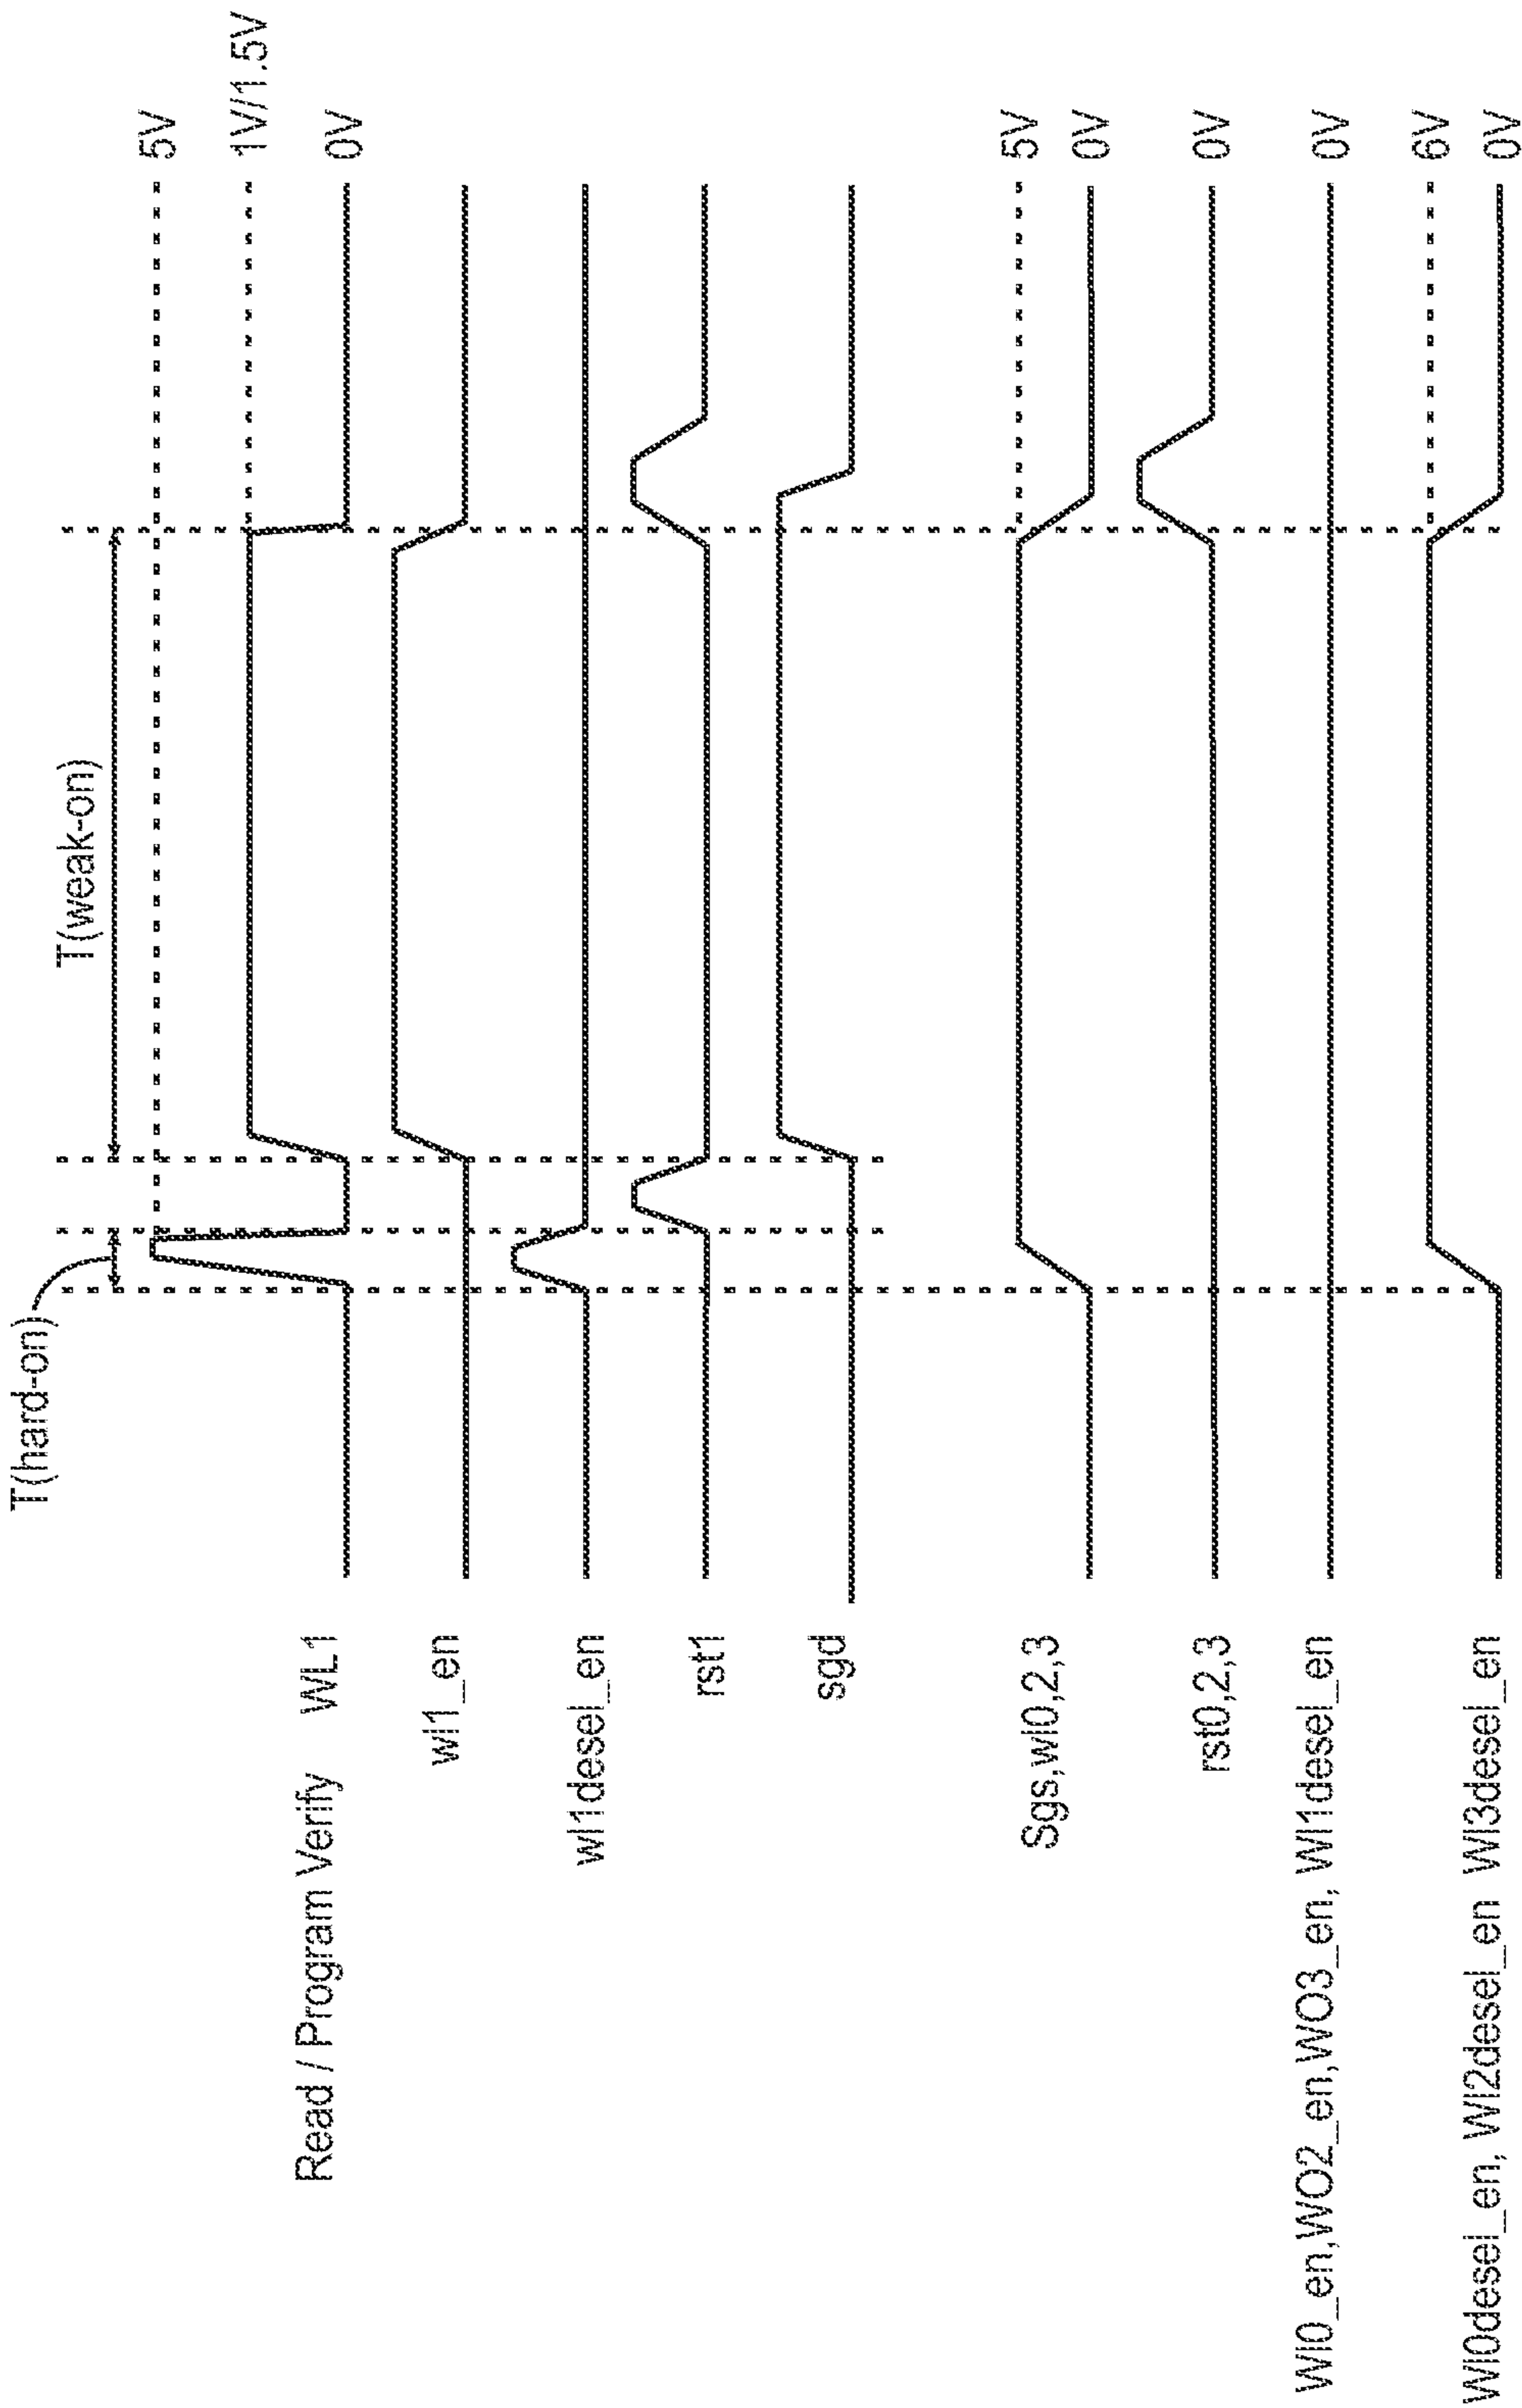 T(hard-on)
T(weak-on)
5V
1V/1.5V
Read / Program Verify WL1
0V
wl1_en
wl1desel_en
rst1
sgd
5V
Sgs,wl0,2,3
0V
rst0,2,3
0V
Wl0_en,WO2_en,WO3_en, Wl1desel_en
0V
6V
Wl0desel_en, Wl2desel_en Wl3desel_en
0V